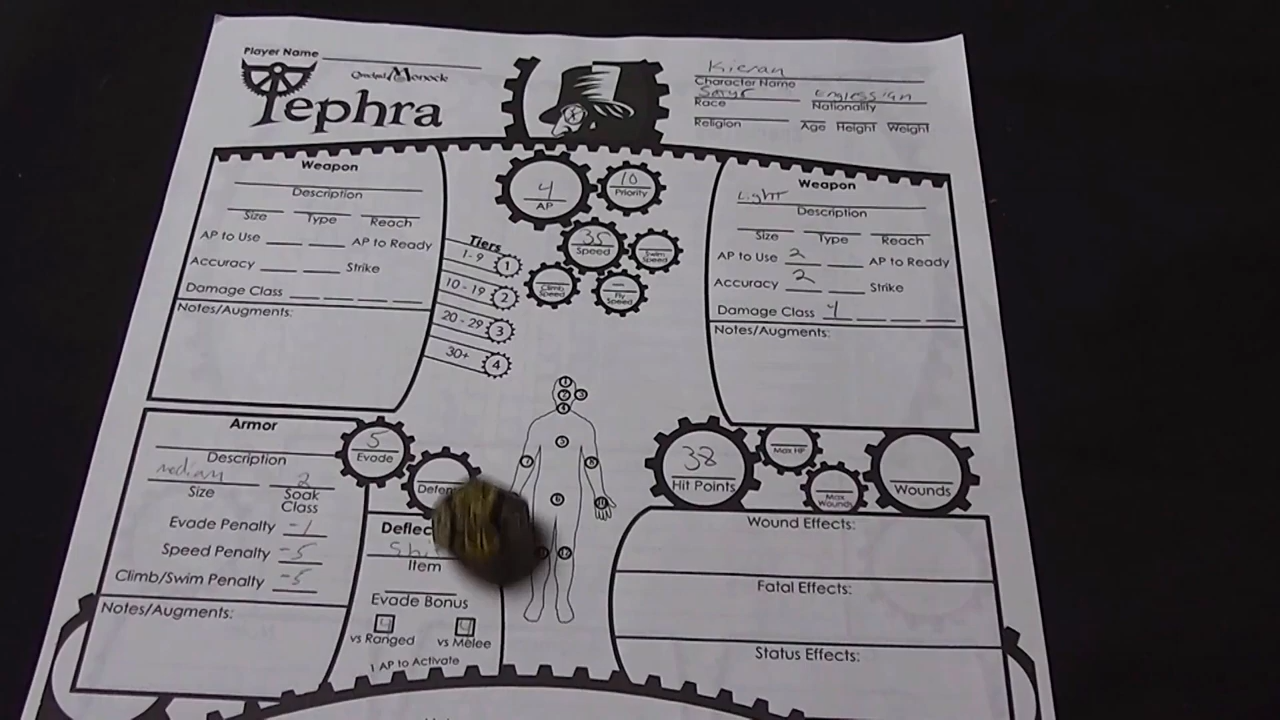 Player Name
Monock
Tephra
Kieran
Character Name
Satyr
Race Nationality
Religion Age Height Weight
Weapon
Description
Size Type Reach
AP to Use AP to Ready
Accuracy Strike
Damage Class
Notes/Augments:
Tiers
1 - 9 1
10 - 19 2
20 - 29 3
30+ 4
4
AP
10
Priority
35
Speed
Swim Speed
Climb Speed
–
Fly Speed
Weapon
Light
Description
Size Type Reach
AP to Use 2 AP to Ready
Accuracy 2 Strike
Damage Class 4
Notes/Augments:
Armor
Description
median 2
Size Soak Class
Evade Penalty -1
Speed Penalty -5
Climb/Swim Penalty -5
Notes/Augments:
5
Evade
Item
Evade Bonus
4 4
vs Ranged vs Melee
1 AP to Activate
38
Hit Points
Max HP
Max Wounds
Wounds
Wound Effects:
Fatal Effects:
Status Effects: